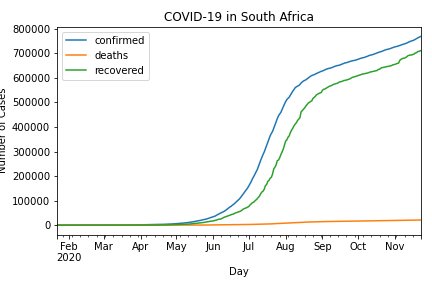 COVID-19 in South Africa
confirmed
deaths
recovered
Number of Cases
800000
700000
600000
500000
400000
300000
200000
100000
0
Feb Mar Apr May Jun Jul Aug Sep Oct Nov
2020
Day